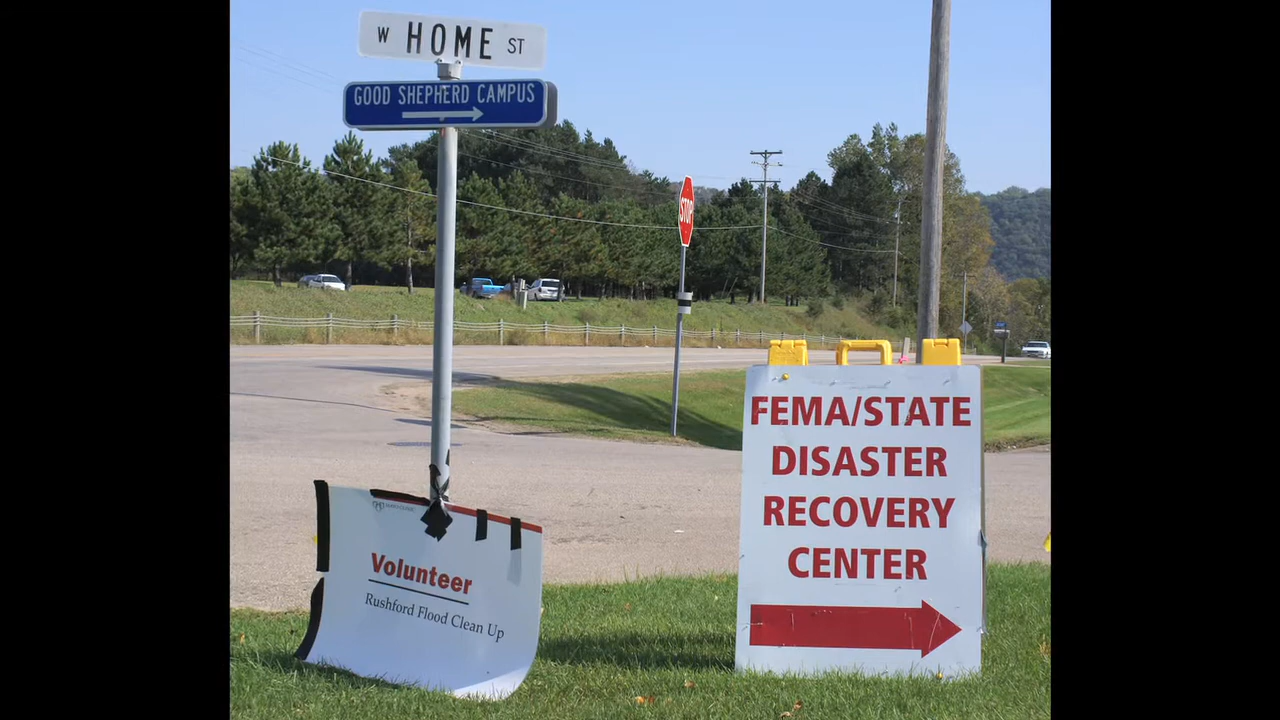 W HOME ST
GOOD SHEPHERD CAMPUS
STOP
FEMA/STATE
DISASTER
RECOVERY
CENTER
Volunteer
Rushford Flood Clean Up